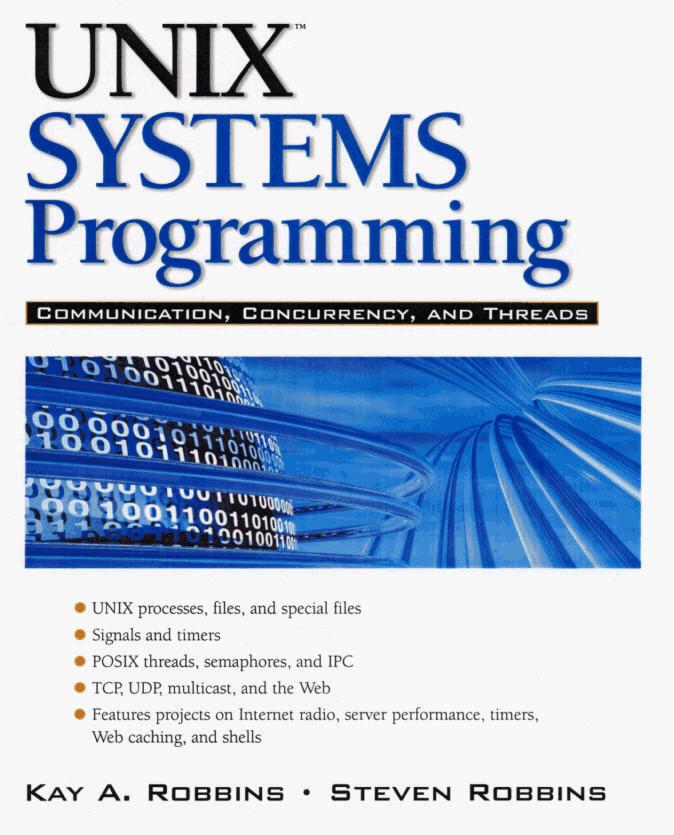 UNIX™
SYSTEMS
Programming
COMMUNICATION, CONCURRENCY, AND THREADS
UNIX processes, files, and special files
Signals and timers
POSIX threads, semaphores, and IPC
TCP, UDP, multicast, and the Web
Features projects on Internet radio, server performance, timers,
Web caching, and shells
KAY A. ROBBINS • STEVEN ROBBINS